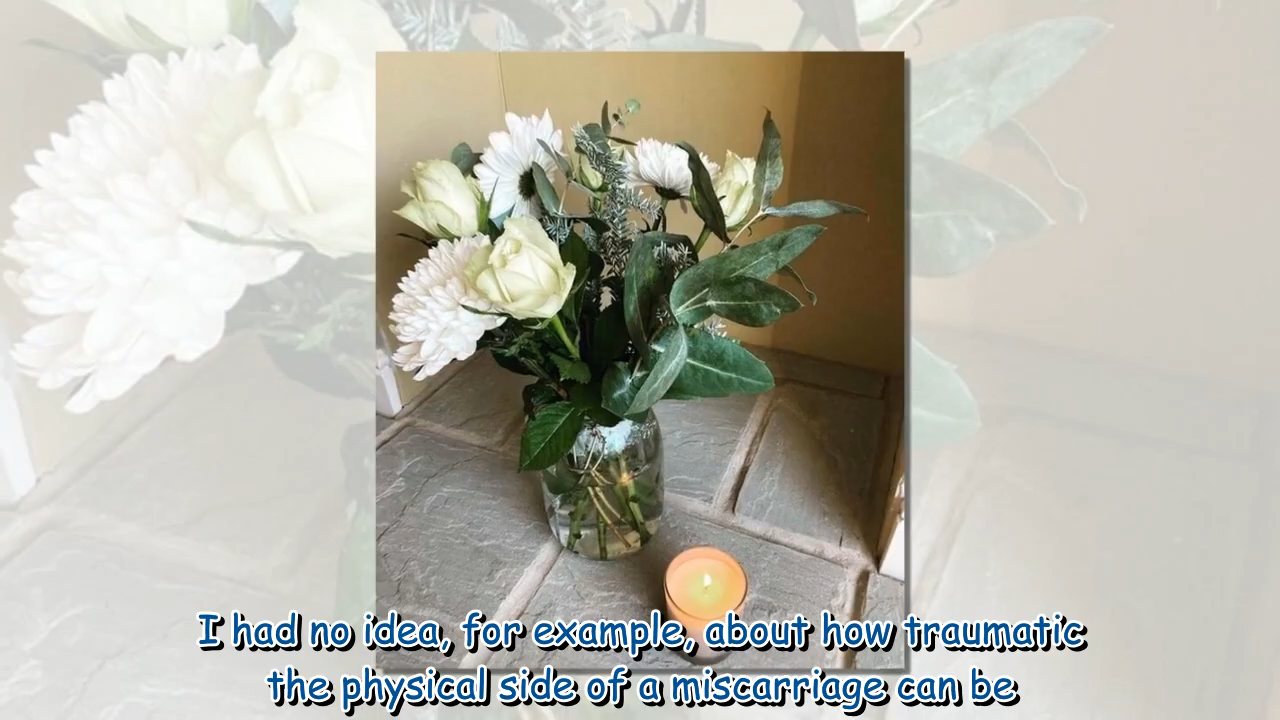 I had no idea, for example, about how traumatic
the physical side of a miscarriage can be